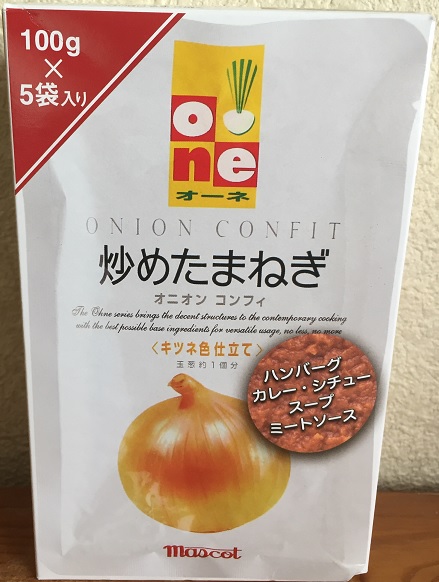 100g
×
5袋入り
one
オーネ
ONION CONFIT
炒めたまねぎ
オニオン コンフィ
The Ohne series brings the decent structures to the contemporary cooking
with the best possible base ingredients for versatile usage, no less, no more
〈キツネ色仕立て〉
玉葱約1個分
ハンバーグ
カレー・シチュー
スープ
ミートソース
mascot